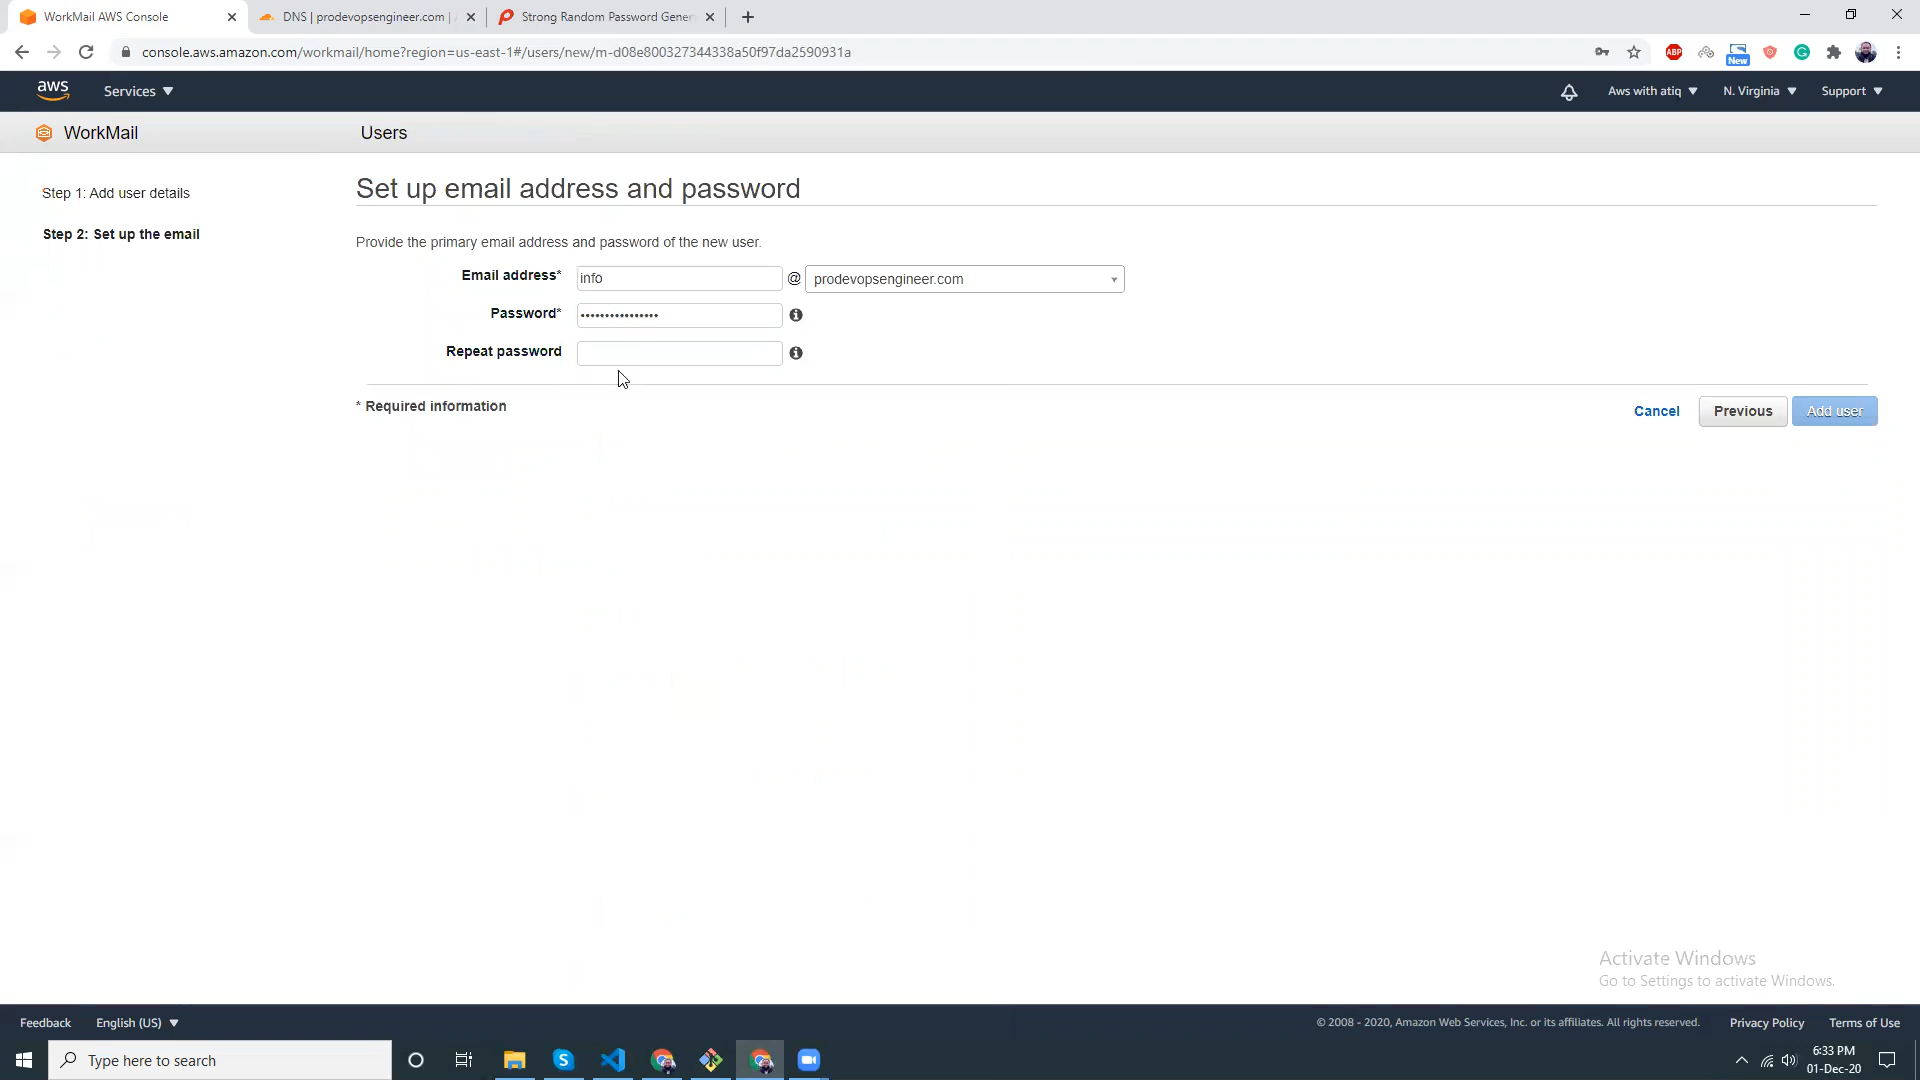 WorkMail AWS Console
DNS | prodevopsengineer.com |
Strong Random Password Gener
console.aws.amazon.com/workmail/home?region=us-east-1#/users/new/m-d08e800327344338a50f97da2590931a
ABP
New
aws
Services
Aws with atiq
N. Virginia
Support
WorkMail
Users
Step 1: Add user details
Step 2: Set up the email
Set up email address and password
Provide the primary email address and password of the new user.
Email address* info @ prodevopsengineer.com
Password* ••••••••••••••••
Repeat password
* Required information
Cancel
Previous
Add user
Activate Windows
Go to Settings to activate Windows.
Feedback
English (US)
© 2008 - 2020, Amazon Web Services, Inc. or its affiliates. All rights reserved.
Privacy Policy
Terms of Use
Type here to search
6:33 PM
01-Dec-20